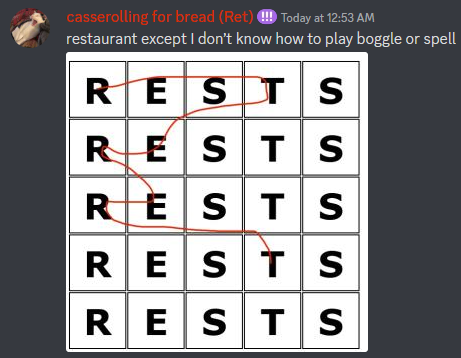 casserolling for bread (Ret) !!! Today at 12:53 AM
restaurant except I don't know how to play boggle or spell
R E S T S
R E S T S
R E S T S
R E S T S
R E S T S